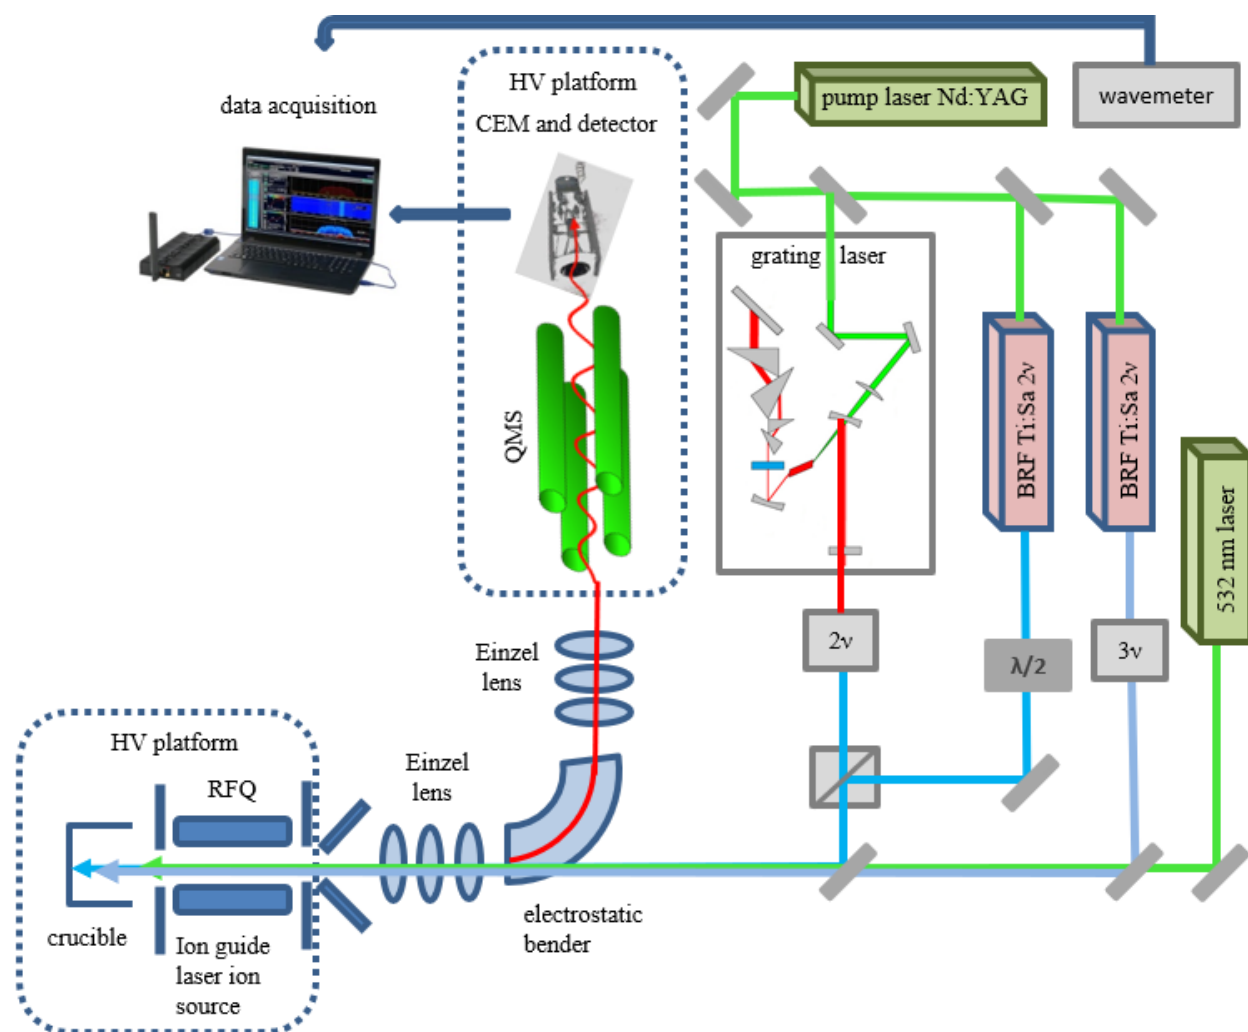 HV platform
CEM and detector
data acquisition
pump laser Nd:YAG
wavemeter
grating laser
QMS
BRF Ti:Sa 2ν
BRF Ti:Sa 2ν
532 nm laser
2ν
λ/2
3ν
Einzel
lens
HV platform
RFQ
Einzel
lens
crucible
Ion guide
laser ion
source
electrostatic
bender